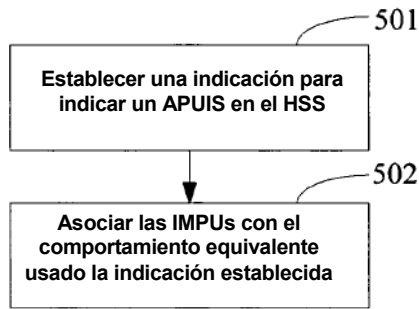 501
Establecer una indicación para
indicar un APUIS en el HSS
502
Asociar las IMPUs con el
comportamiento equivalente
usado la indicación establecida